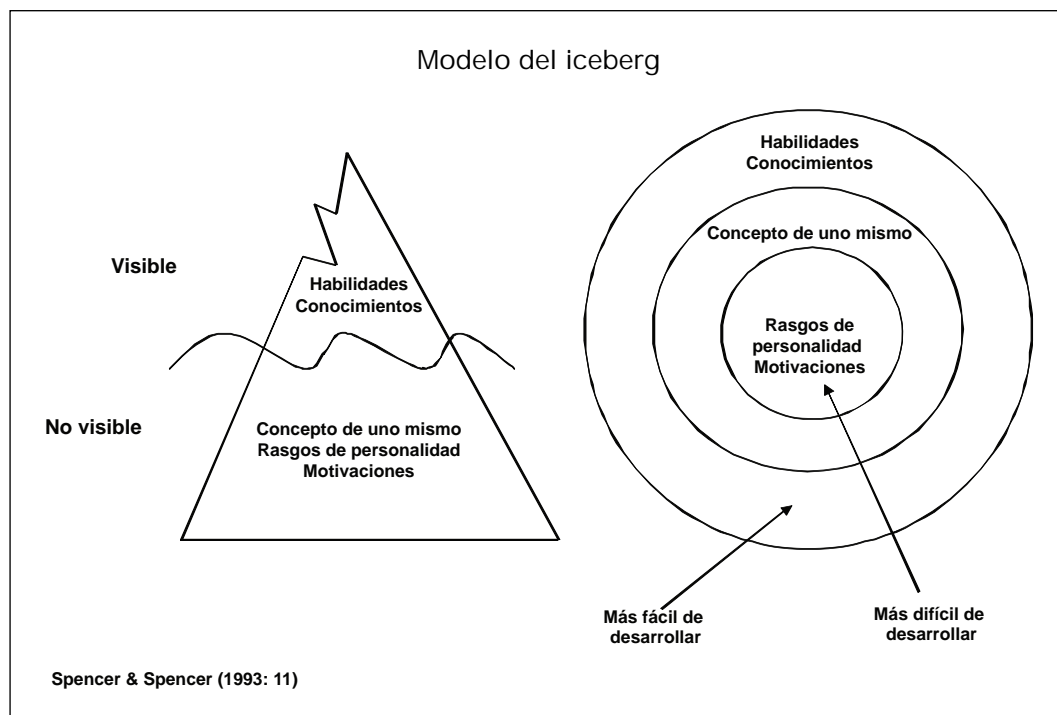 Modelo del iceberg
Visible
Habilidades
Conocimientos
No visible
Concepto de uno mismo
Rasgos de personalidad
Motivaciones
Habilidades
Conocimientos
Concepto de uno mismo
Rasgos de
personalidad
Motivaciones
Más fácil de
desarrollar
Más difícil de
desarrollar
Spencer & Spencer (1993: 11)